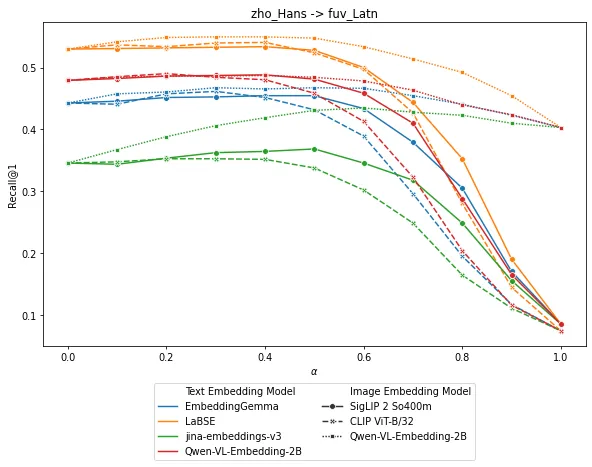 zho_Hans -> fuv_Latn
Recall@1
0.5
0.4
0.3
0.2
0.1
0.0 0.2 0.4 0.6 0.8 1.0
α
Text Embedding Model Image Embedding Model
EmbeddingGemma SigLIP 2 So400m
LaBSE CLIP ViT-B/32
jina-embeddings-v3 Qwen-VL-Embedding-2B
Qwen-VL-Embedding-2B